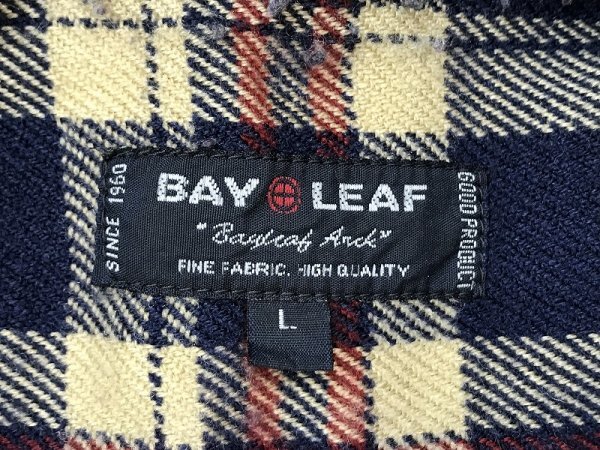 SINCE 1960
BAY LEAF
"Bayleaf Arch"
FINE FABRIC. HIGH QUALITY
GOOD PRODUCT
L.